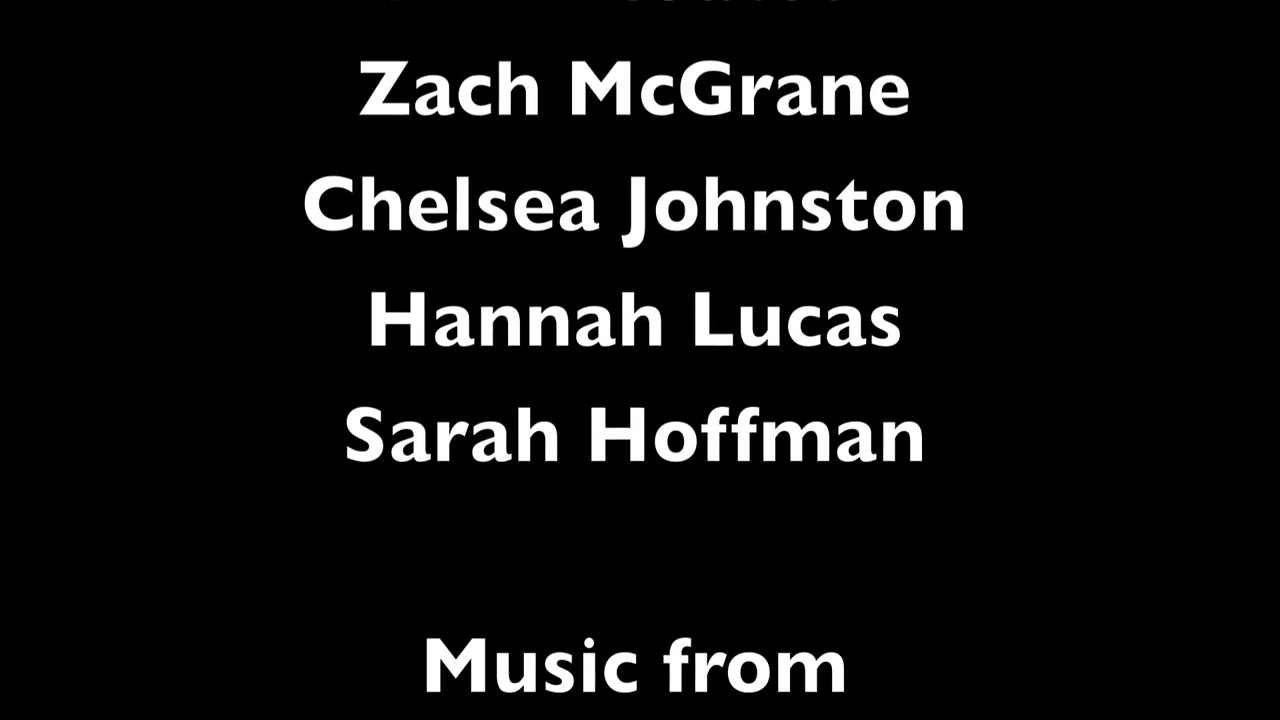 Zach McGrane
Chelsea Johnston
Hannah Lucas
Sarah Hoffman
Music from